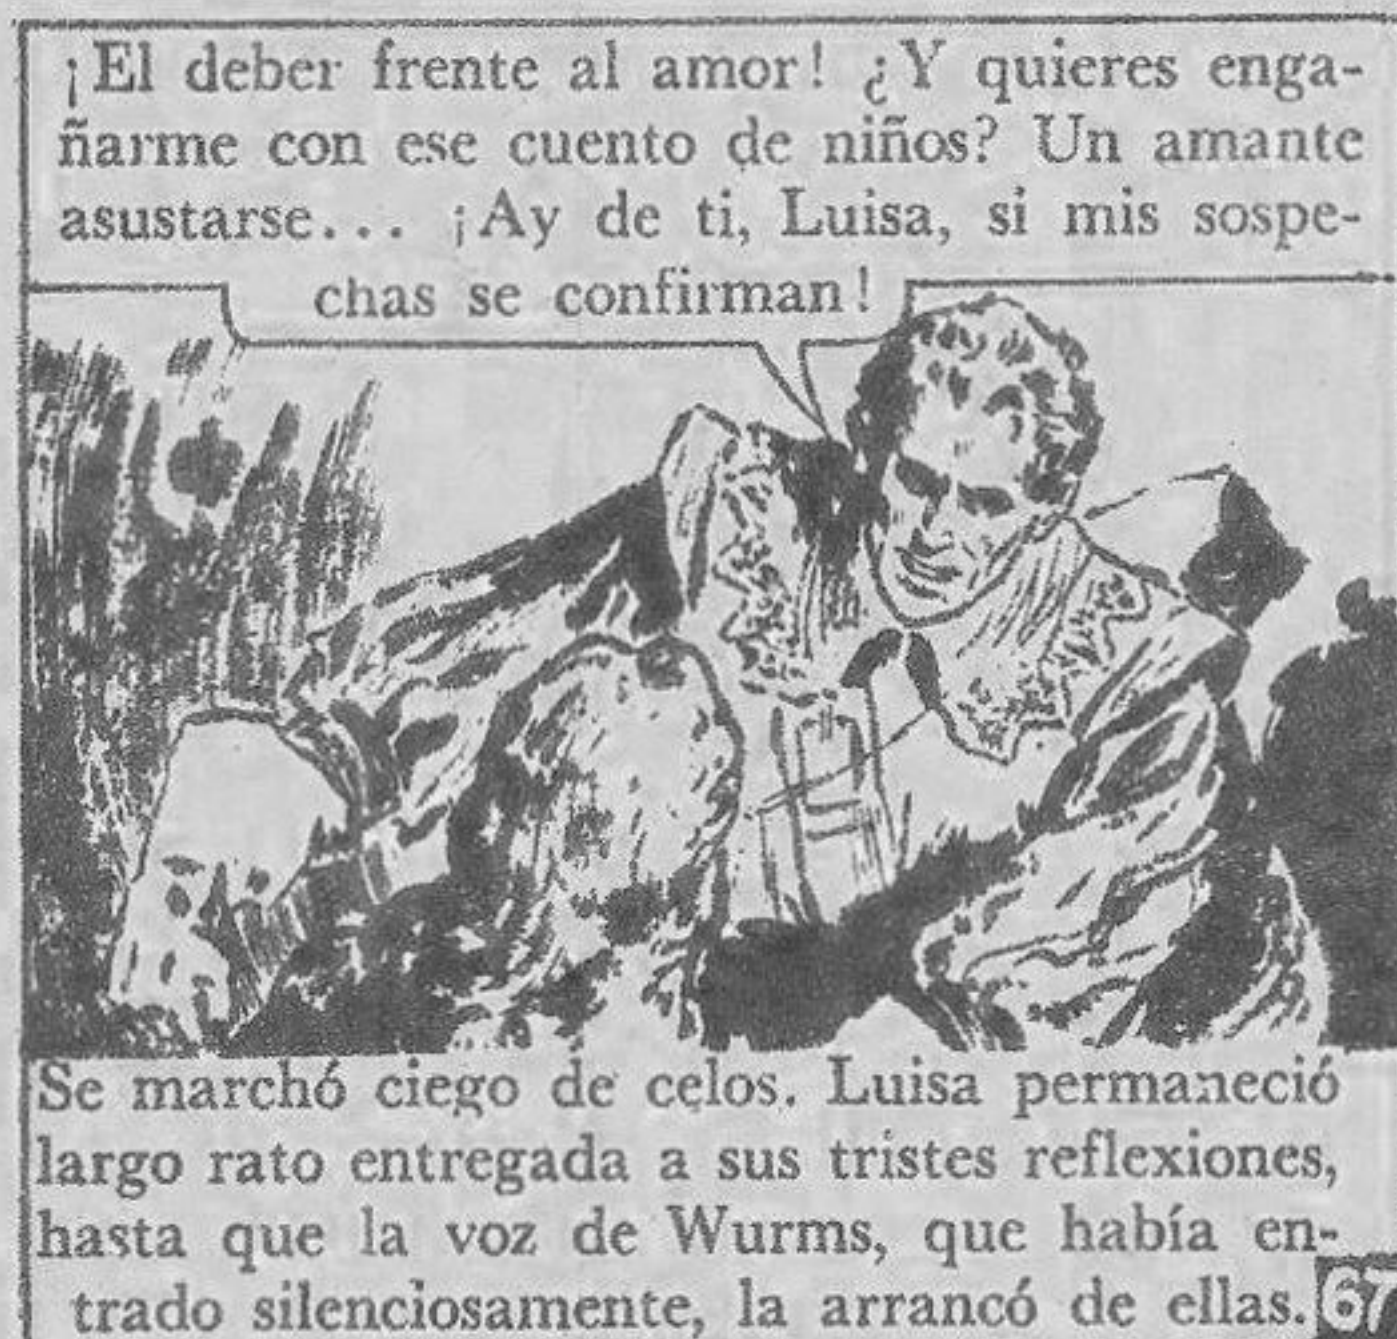 ¡El deber frente al amor! ¿Y quieres enga-
ñarme con ese cuento de niños? Un amante
asustarse... ¡Ay de ti, Luisa, si mis sospe-
chas se confirman!
Se marchó ciego de celos. Luisa permaneció
largo rato entregada a sus tristes reflexiones,
hasta que la voz de Wurms, que había en-
trado silenciosamente, la arrancó de ellas.
67